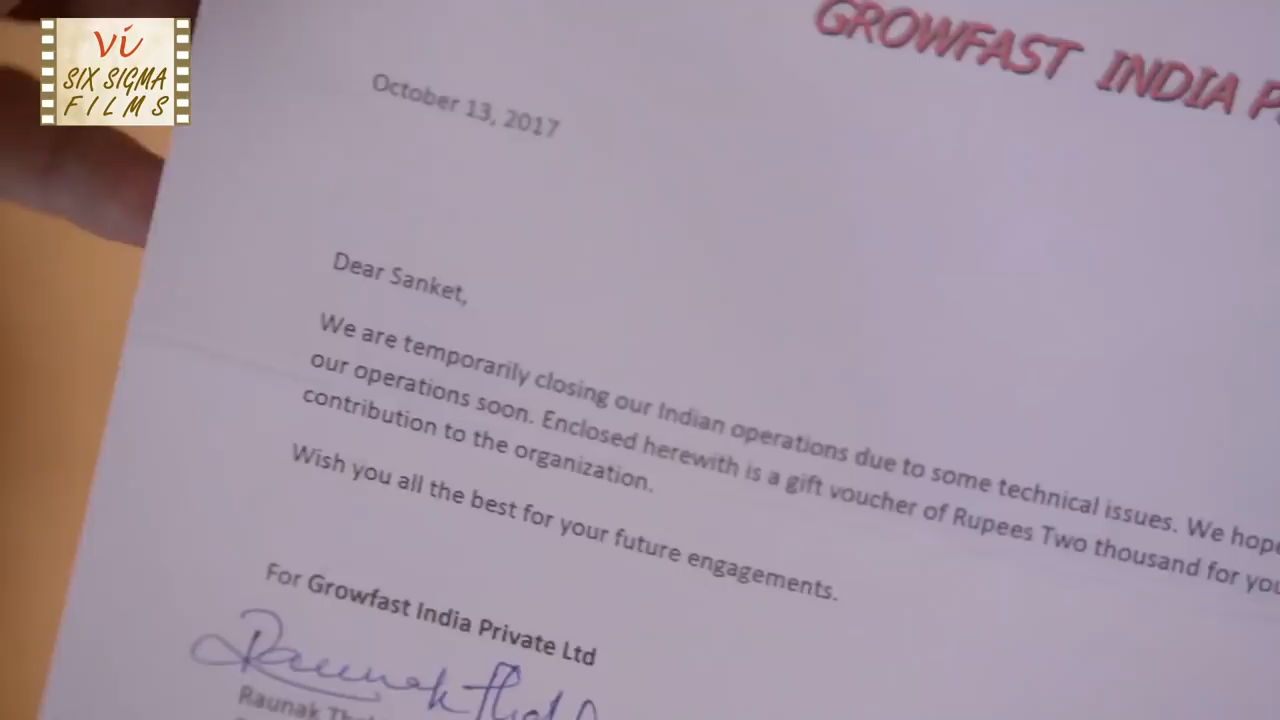 vi
SIX SIGMA
FILMS
GROWFAST INDIA
October 13, 2017
Dear Sanket,
We are temporarily closing our Indian operations due to some technical issues. We hope
our operations soon. Enclosed herewith is a gift voucher of Rupees Two thousand for
contribution to the organization.
Wish you all the best for your future engagements.
For Growfast India Private Ltd
Raunak
Raunak